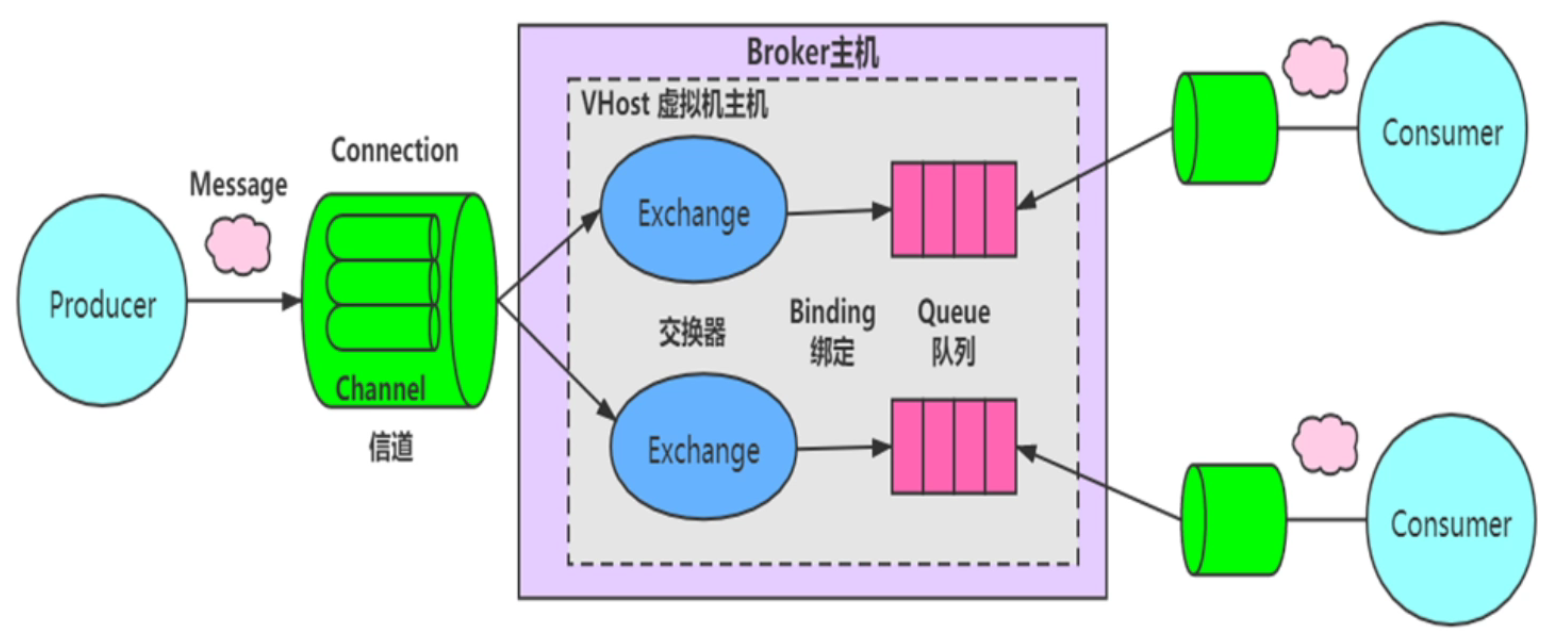 Broker主机
VHost 虚拟机主机
Connection
Message
Producer
Channel
信道
Exchange
交换器
Exchange
Binding
绑定
Queue
队列
Consumer
Consumer